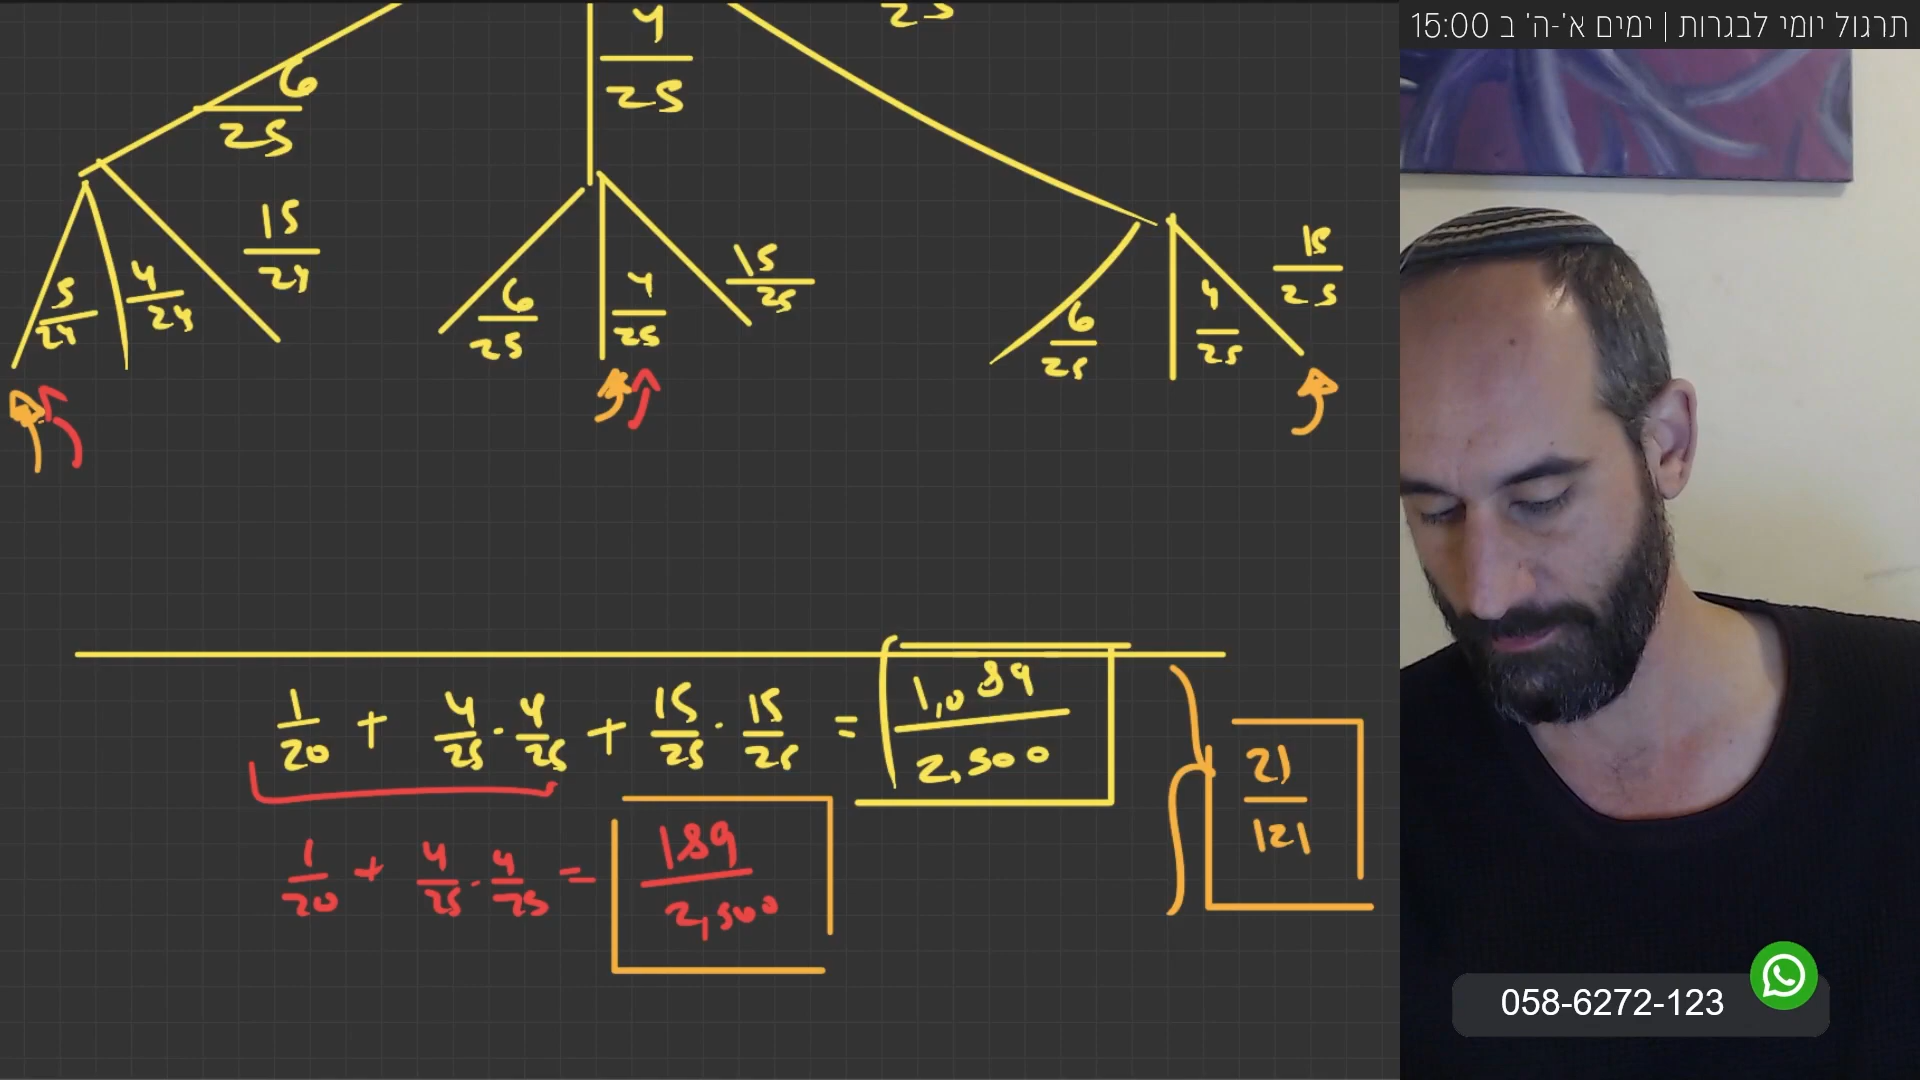 תרגול יומי לבגרות | ימים א'-ה' ב 15:00
4/25
25
6/25
5/24 4/24 15/24
6/25 4/25 15/25
6/25 4/25 15/25
1/20 + 4/25 · 4/25 + 15/25 · 15/25 = 1,089/2,500
1/20 + 4/25 · 4/25 = 189/2,500
21/121
058-6272-123